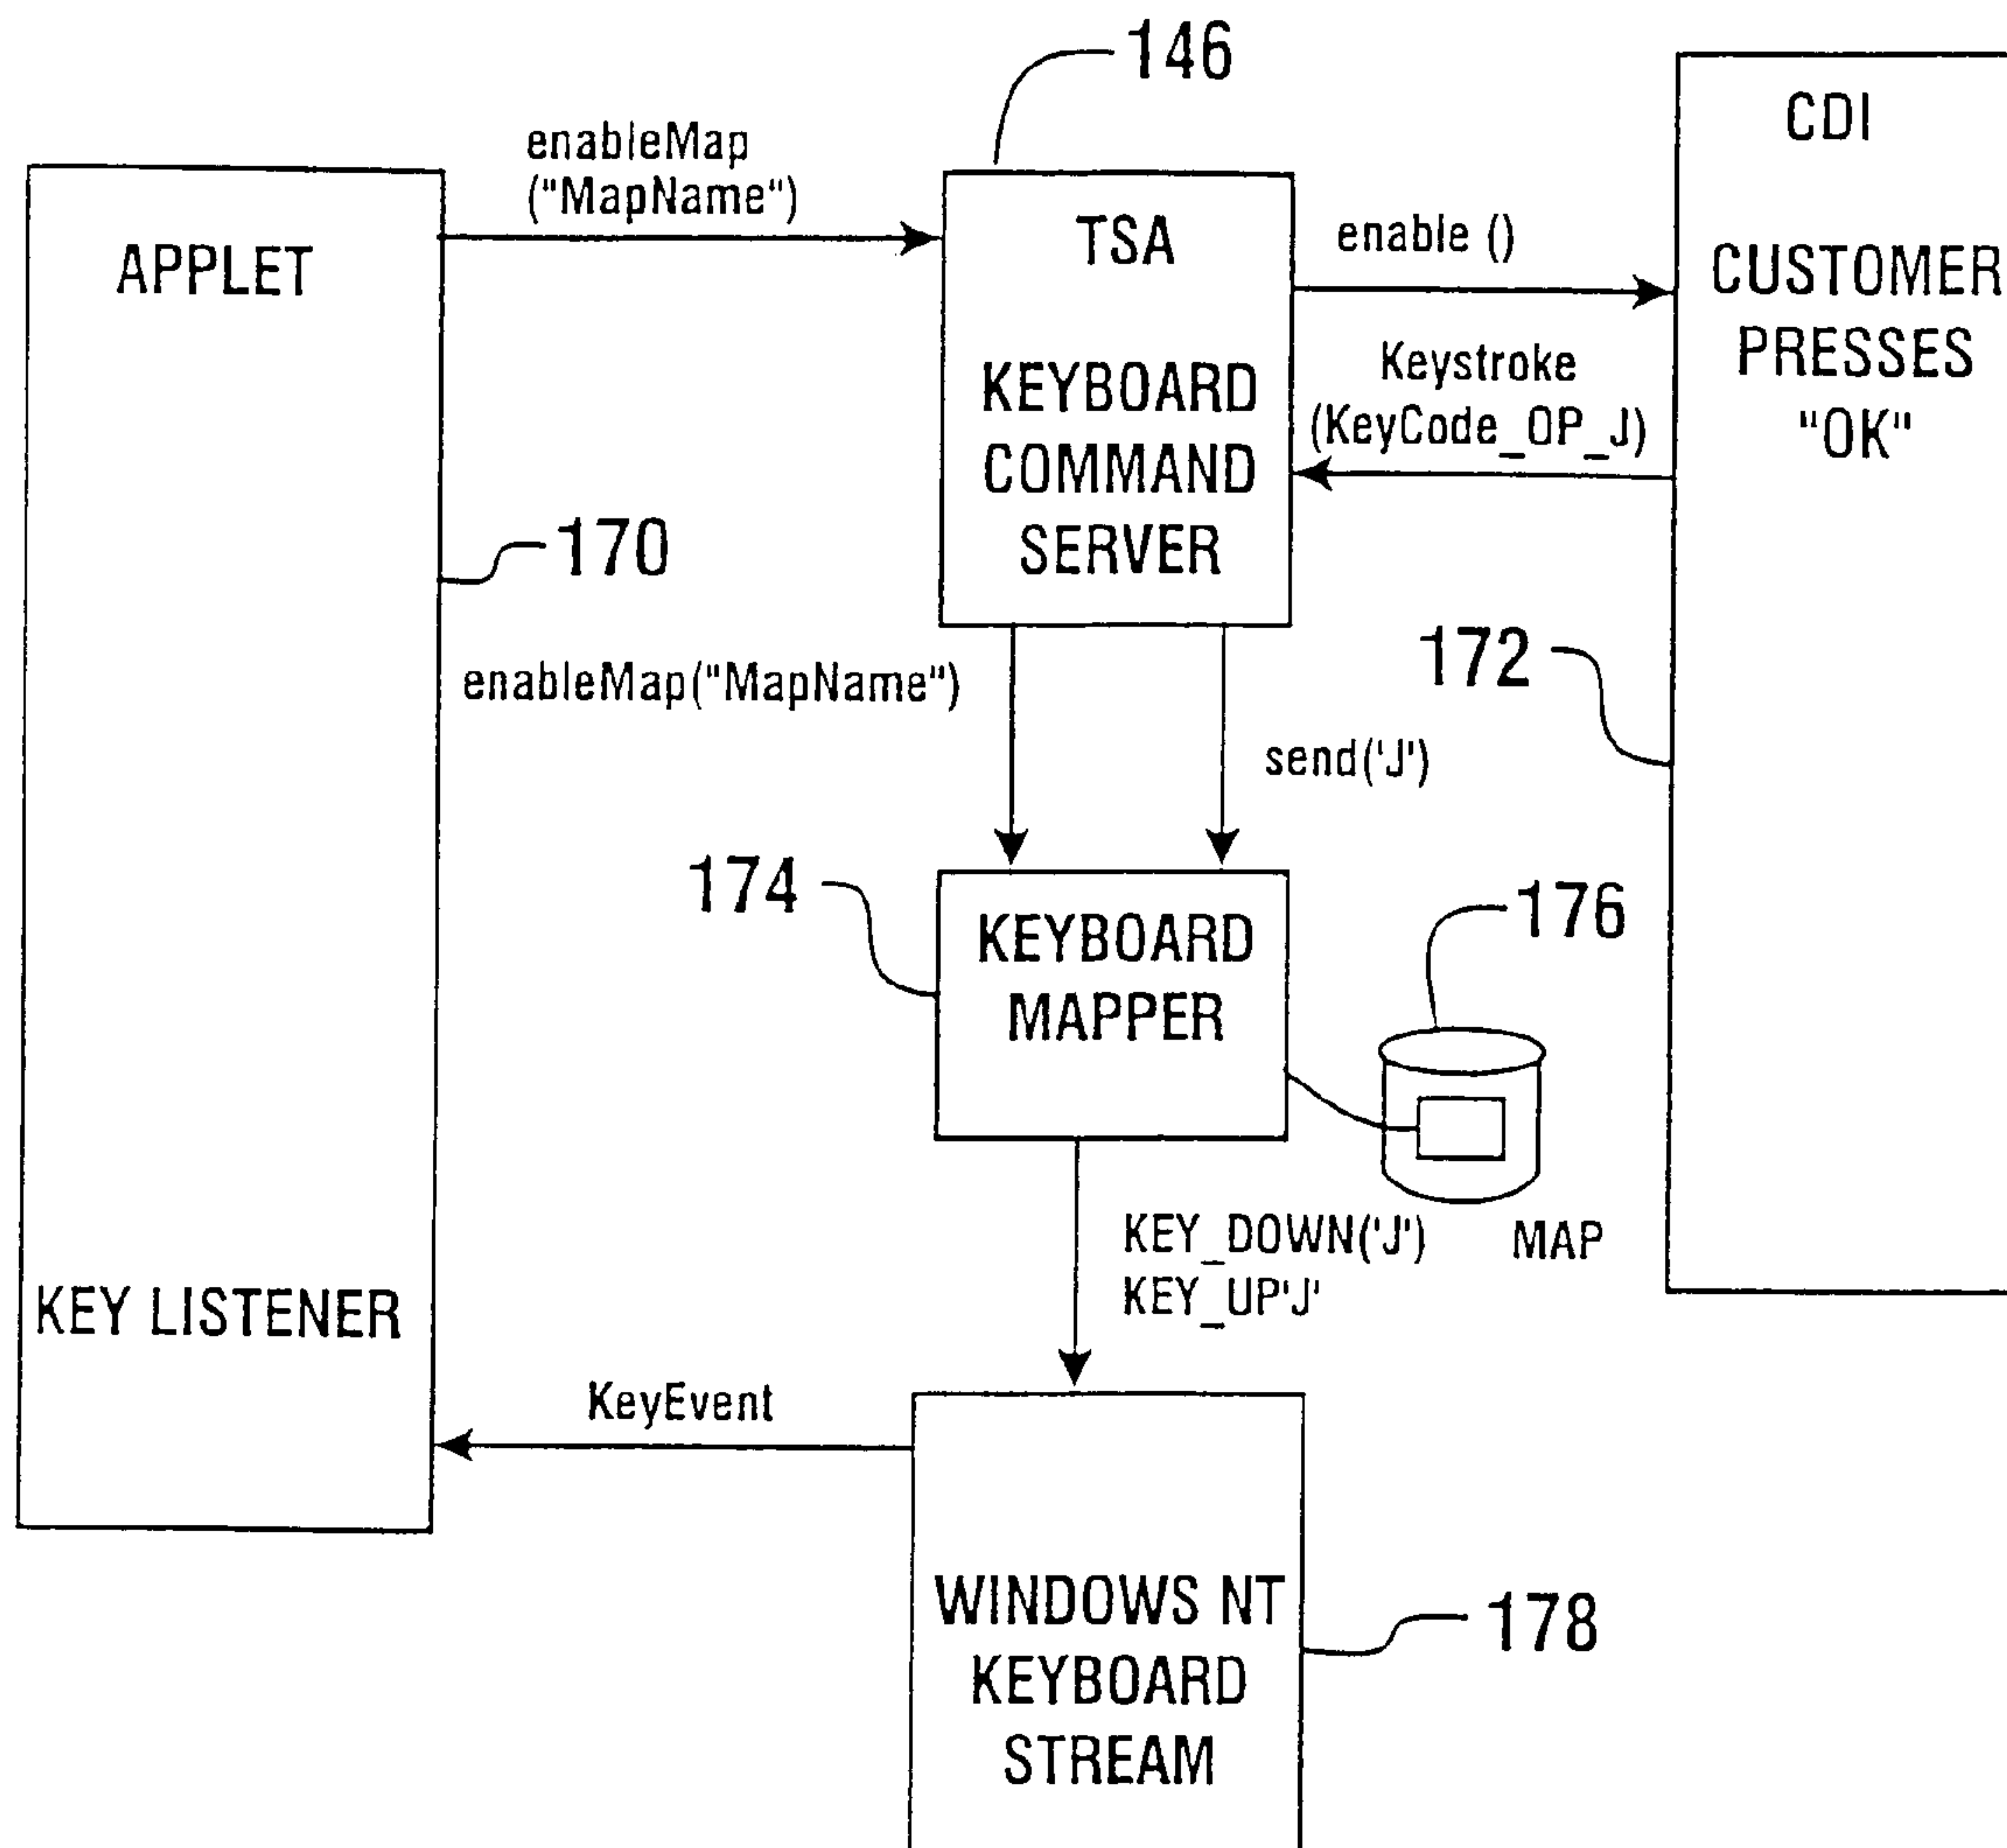 146
CDI
enableMap
("MapName")
APPLET
TSA
enable ()
CUSTOMER
PRESSES
"OK"
Keystroke
(KeyCode_OP_J)
KEYBOARD
COMMAND
SERVER
170
172
enableMap("MapName")
send('J')
174
KEYBOARD
MAPPER
176
KEY_DOWN('J')
KEY_UP'J'
MAP
KEY LISTENER
KeyEvent
WINDOWS NT
KEYBOARD
STREAM
178